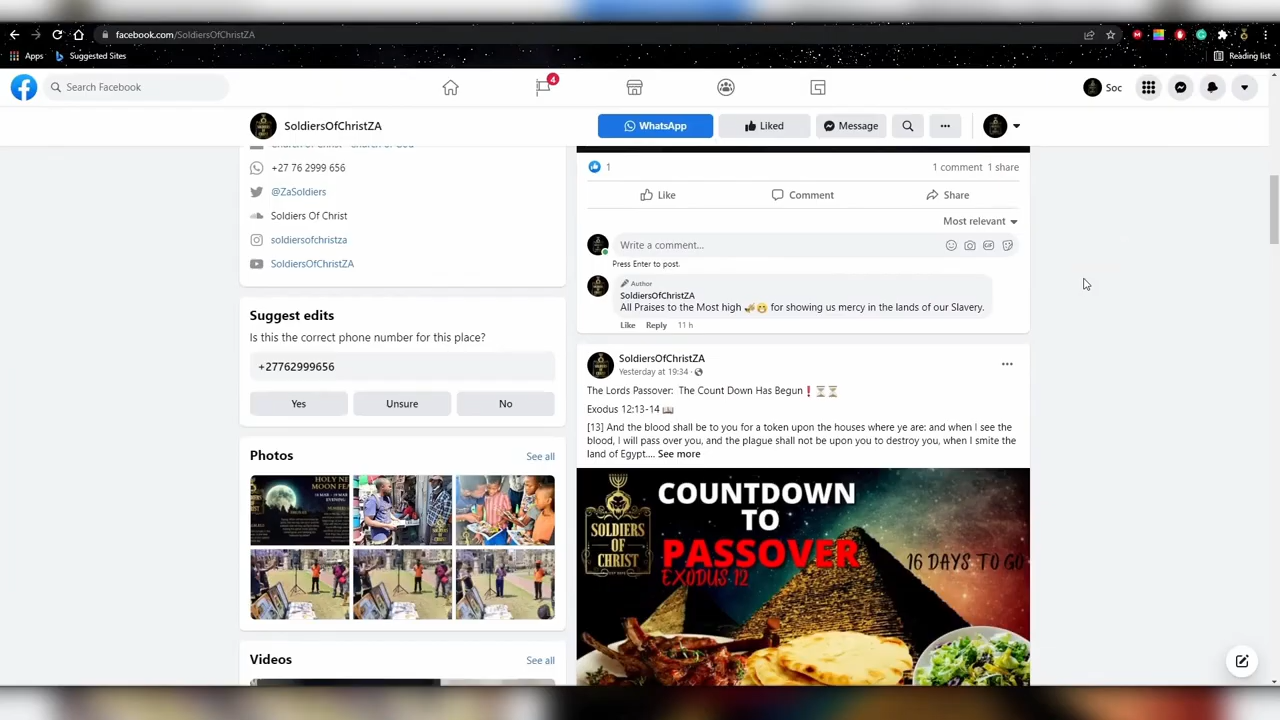 facebook.com/SoldiersOfChristZA
Apps
Suggested Sites
Reading list
Search Facebook
4
Soc
SoldiersOfChristZA
WhatsApp
Liked
Message
+27 76 2999 656
@ZaSoldiers
Soldiers Of Christ
soldiersofchristza
SoldiersOfChristZA
Suggest edits
Is this the correct phone number for this place?
+27762999656
Yes
Unsure
No
Photos
See all
Videos
See all
1
1 comment 1 share
Like
Comment
Share
Most relevant
Write a comment...
Press Enter to post.
Author
SoldiersOfChristZA
All Praises to the Most high 🎺😁 for showing us mercy in the lands of our Slavery.
Like Reply 11 h
SoldiersOfChristZA
Yesterday at 19:34
The Lords Passover: The Count Down Has Begun❗⏳⏳
Exodus 12:13-14 📖
[13] And the blood shall be to you for a token upon the houses where ye are: and when I see the
blood, I will pass over you, and the plague shall not be upon you to destroy you, when I smite the
land of Egypt.... See more
SOLDIERS
OF
CHRIST
COUNTDOWN
TO
PASSOVER
EXODUS 12
16 DAYS TO GO